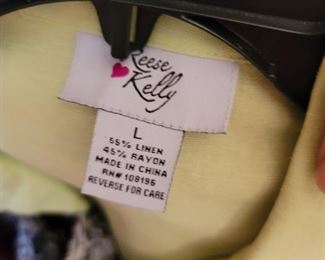 Reese
Kelly
L
55% LINEN
45% RAYON
MADE IN CHINA
RN# 108196
REVERSE FOR CARE